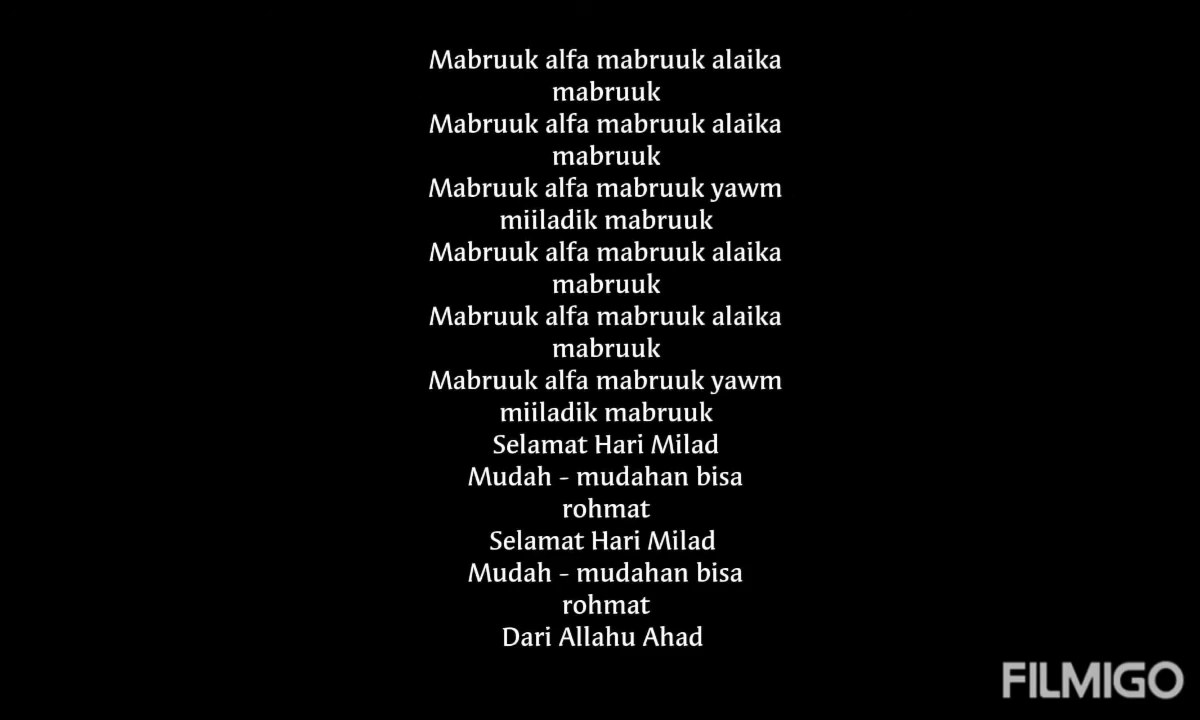 Mabruuk alfa mabruuk alaika
mabruuk
Mabruuk alfa mabruuk alaika
mabruuk
Mabruuk alfa mabruuk yawm
miiladik mabruuk
Mabruuk alfa mabruuk alaika
mabruuk
Mabruuk alfa mabruuk alaika
mabruuk
Mabruuk alfa mabruuk yawm
miiladik mabruuk
Selamat Hari Milad
Mudah - mudahan bisa
rohmat
Selamat Hari Milad
Mudah - mudahan bisa
rohmat
Dari Allahu Ahad
FILMIGO